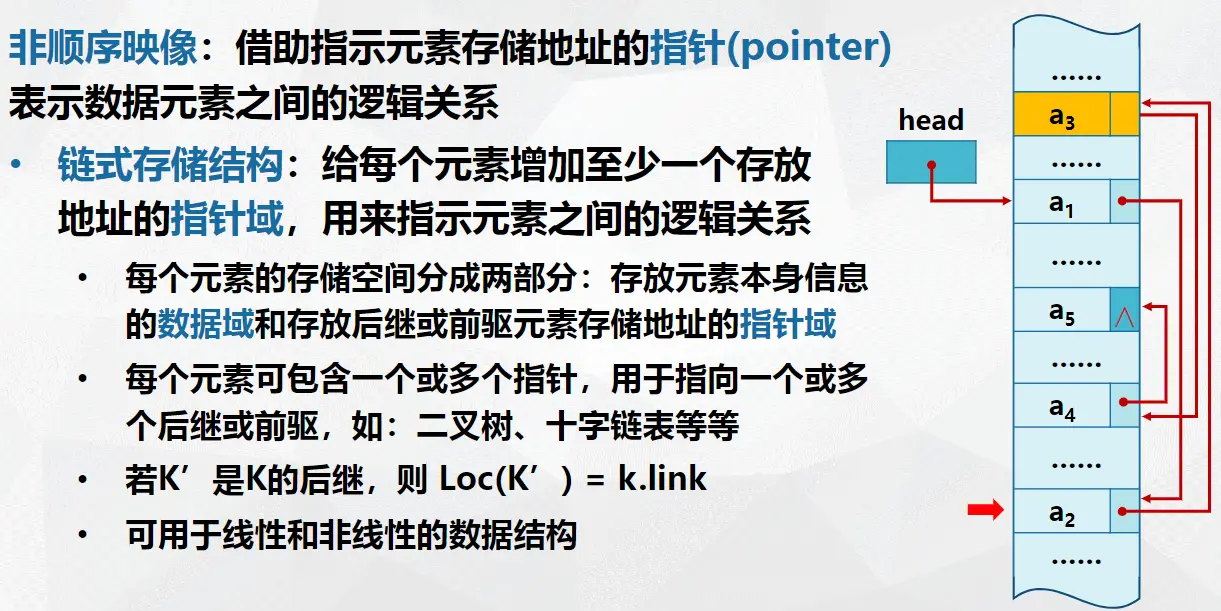 非顺序映像：借助指示元素存储地址的指针(pointer)
表示数据元素之间的逻辑关系
• 链式存储结构：给每个元素增加至少一个存放
地址的指针域，用来指示元素之间的逻辑关系
• 每个元素的存储空间分成两部分：存放元素本身信息
的数据域和存放后继或前驱元素存储地址的指针域
• 每个元素可包含一个或多个指针，用于指向一个或多
个后继或前驱，如：二叉树、十字链表等等
• 若K’是K的后继，则 Loc(K’) = k.link
• 可用于线性和非线性的数据结构
head
......
a3
......
a1
......
a5 ∧
......
a4
......
a2
......